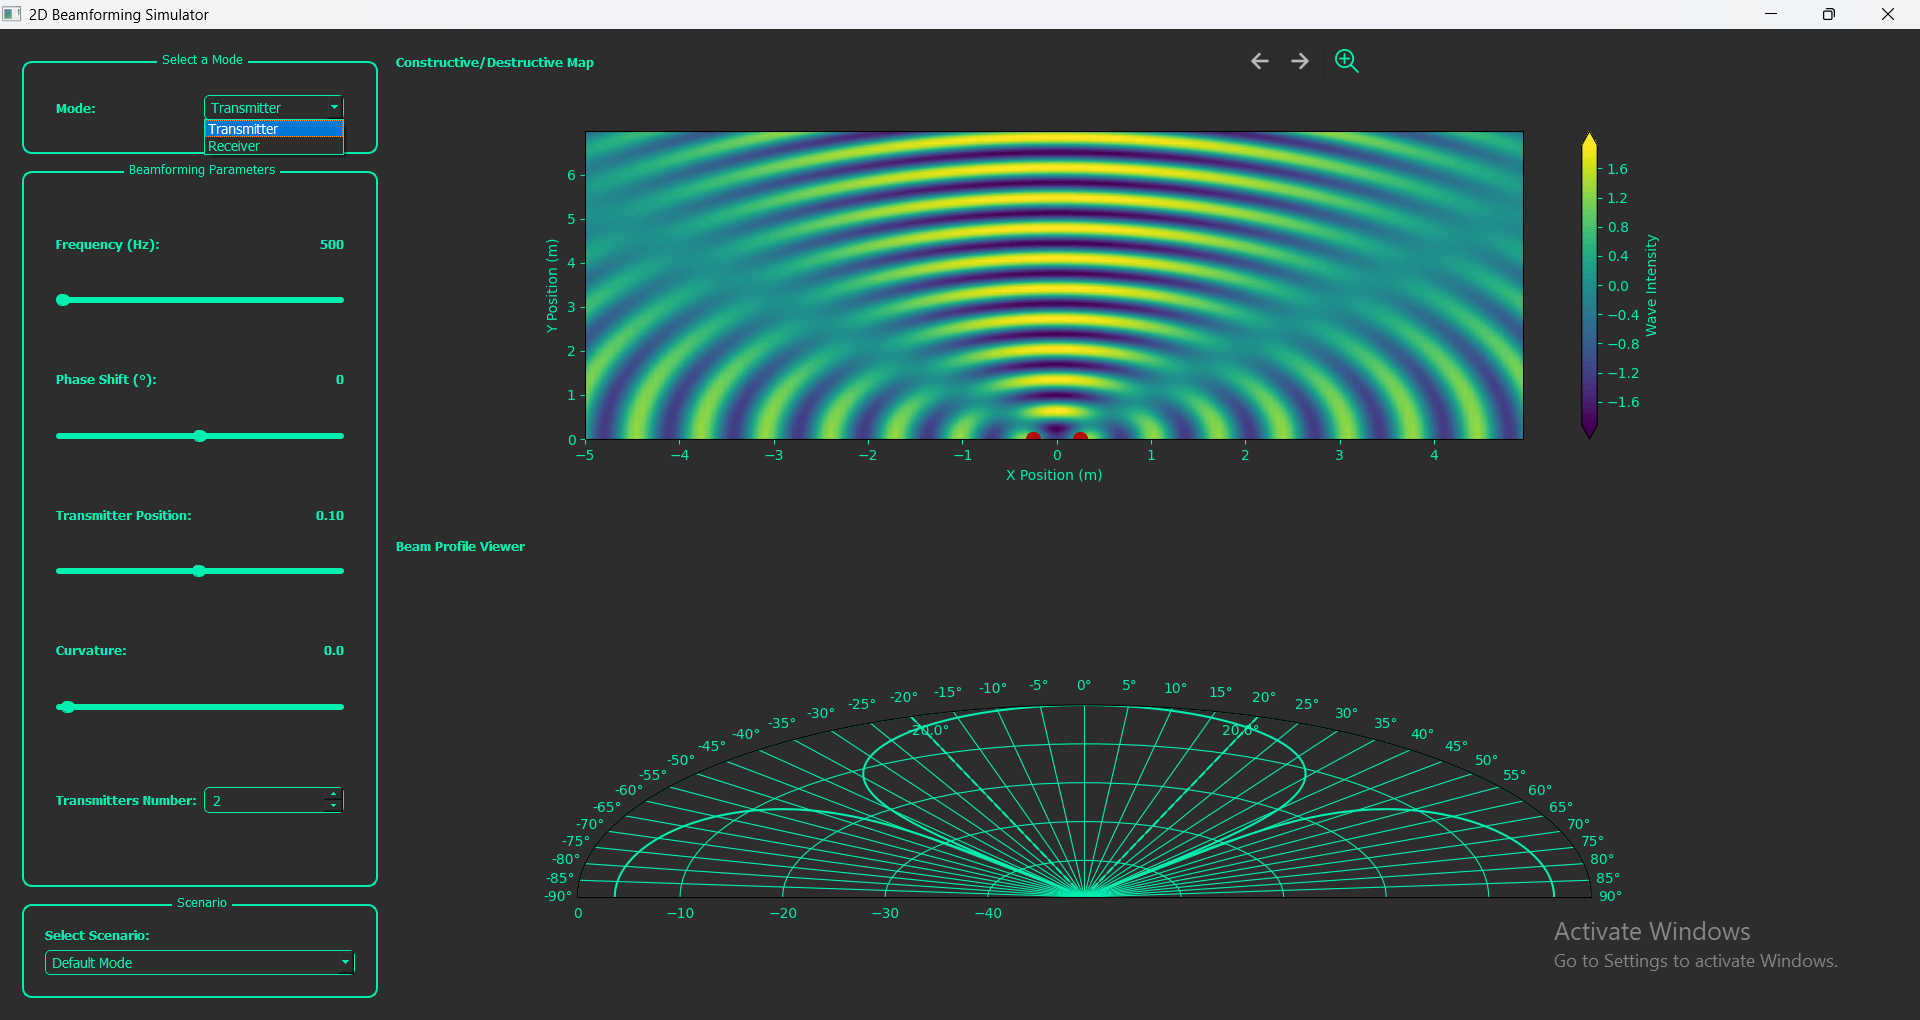 2D Beamforming Simulator
Select a Mode
Mode:
Transmitter
Transmitter
Receiver
Beamforming Parameters
Frequency (Hz):
500
Phase Shift (°):
0
Transmitter Position:
0.10
Curvature:
0.0
Transmitters Number:
2
Scenario
Select Scenario:
Default Mode
Constructive/Destructive Map
6
5
4
3
2
1
0
Y Position (m)
−5 −4 −3 −2 −1 0 1 2 3 4
X Position (m)
1.6
1.2
0.8
0.4
0.0
−0.4
−0.8
−1.2
−1.6
Wave Intensity
Beam Profile Viewer
-90° -85° -80° -75° -70° -65° -60° -55° -50° -45° -40° -35° -30° -25° -20° -15° -10° -5° 0° 5° 10° 15° 20° 25° 30° 35° 40° 45° 50° 55° 60° 65° 70° 75° 80° 85° 90°
-20.0° 20.0°
0 −10 −20 −30 −40
Activate Windows
Go to Settings to activate Windows.